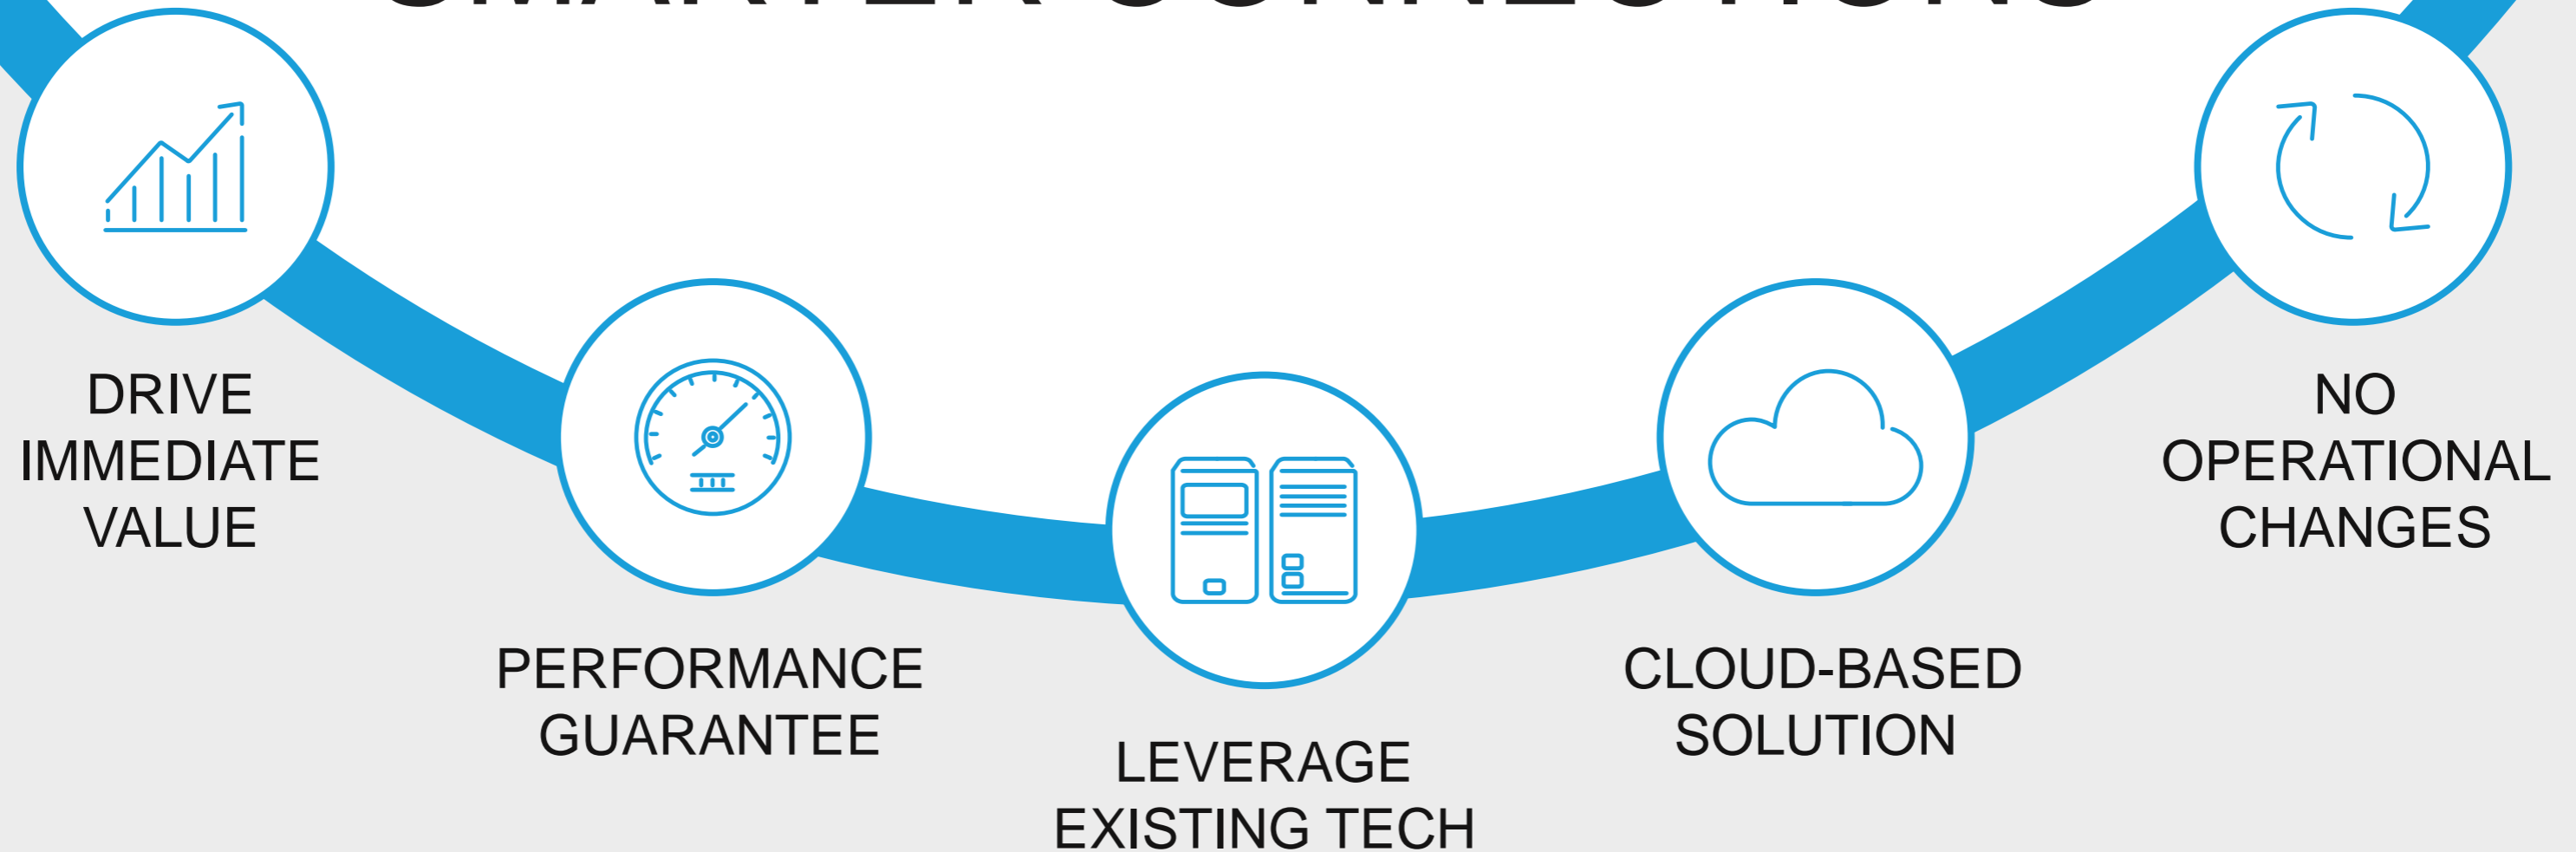 DRIVE
IMMEDIATE
VALUE
PERFORMANCE
GUARANTEE
LEVERAGE
EXISTING TECH
CLOUD-BASED
SOLUTION
NO
OPERATIONAL
CHANGES